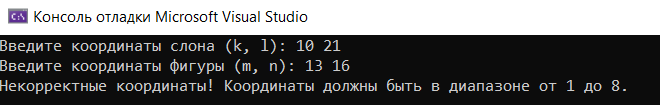 Консоль отладки Microsoft Visual Studio
Введите координаты слона (k, l): 10 21
Введите координаты фигуры (m, n): 13 16
Некорректные координаты! Координаты должны быть в диапазоне от 1 до 8.